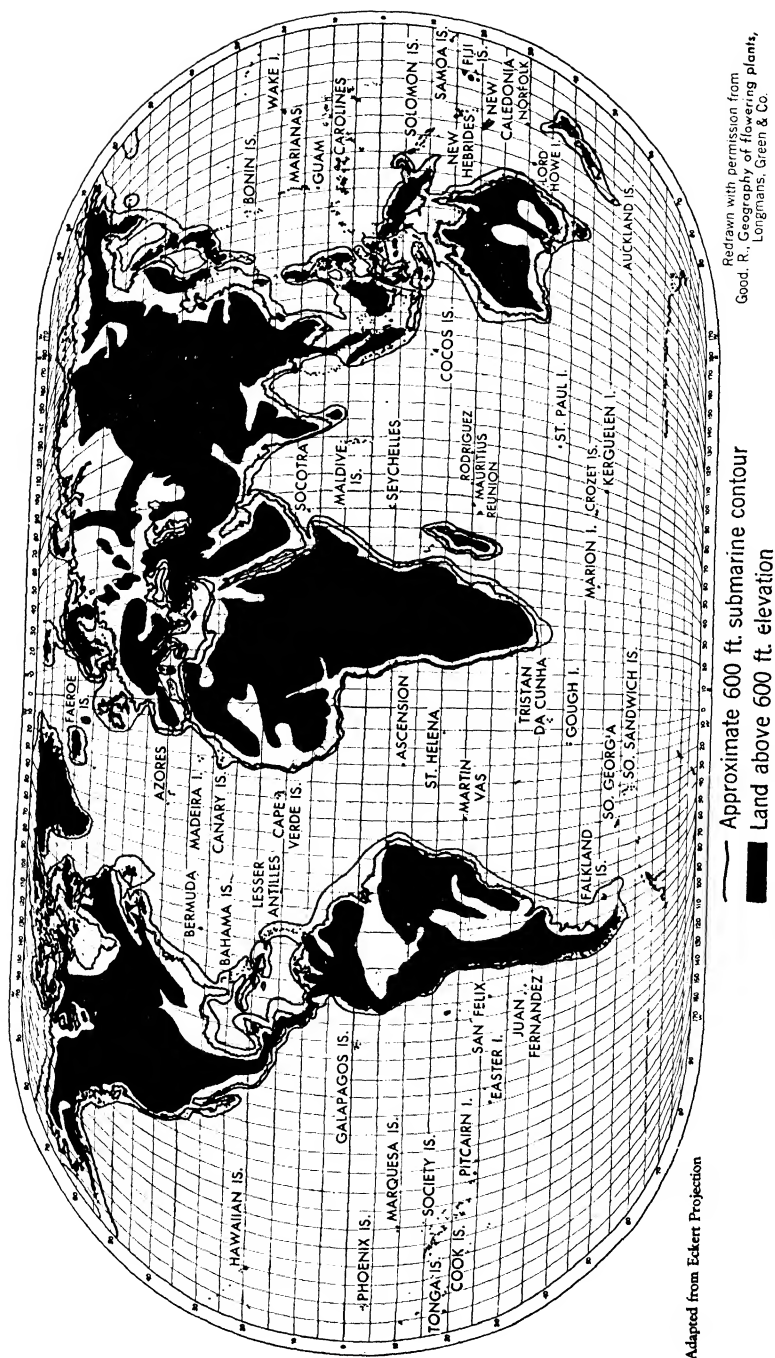 FAEROE
IS.
AZORES
MADEIRA I.
CANARY IS.
CAPE
VERDE IS.
BERMUDA
BAHAMA IS.
LESSER
ANTILLES
HAWAIIAN IS.
GALAPAGOS IS.
PHOENIX IS.
MARQUESA IS.
SOCIETY IS.
TONGA IS.
COOK IS.
PITCAIRN I.
EASTER I.
SAN FELIX
JUAN
FERNANDEZ
FALKLAND
IS.
SO. GEORGIA
SO. SANDWICH IS.
ASCENSION
ST. HELENA
MARTIN
VAS
TRISTAN
DA CUNHA
GOUGH I.
SOCOTRA
MALDIVE
IS.
SEYCHELLES
RODRIGUEZ
MAURITIUS
REUNION
MARION I.
CROZET IS.
KERGUELEN I.
ST. PAUL I.
COCOS IS.
BONIN IS.
WAKE I.
MARIANAS
GUAM
CAROLINES
SOLOMON IS.
SAMOA IS.
NEW
HEBRIDES
FIJI
IS.
NEW
CALEDONIA
NORFOLK
LORD
HOWE I.
AUCKLAND IS.
Adapted from Eckert Projection
Approximate 600 ft. submarine contour
Land above 600 ft. elevation
Redrawn with permission from
Good. R. Geography of flowering plants,
Longmans, Green & Co.